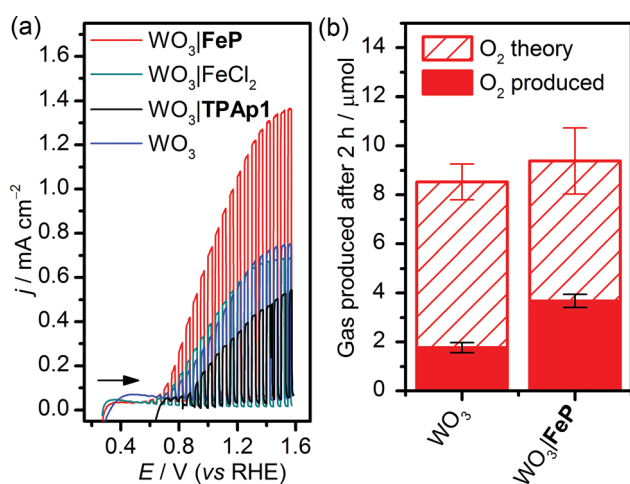 (a)
WO₃|FeP
WO₃|FeCl₂
WO₃|TPAp1
WO₃
1.6
1.4
1.2
1.0
0.8
0.6
0.4
0.2
0.0
j / mA cm⁻²
0.4 0.8 1.2 1.6
E / V (vs RHE)
(b)
O₂ theory
O₂ produced
14
12
10
8
6
4
2
0
Gas produced after 2 h / μmol
WO₃
WO₃|FeP